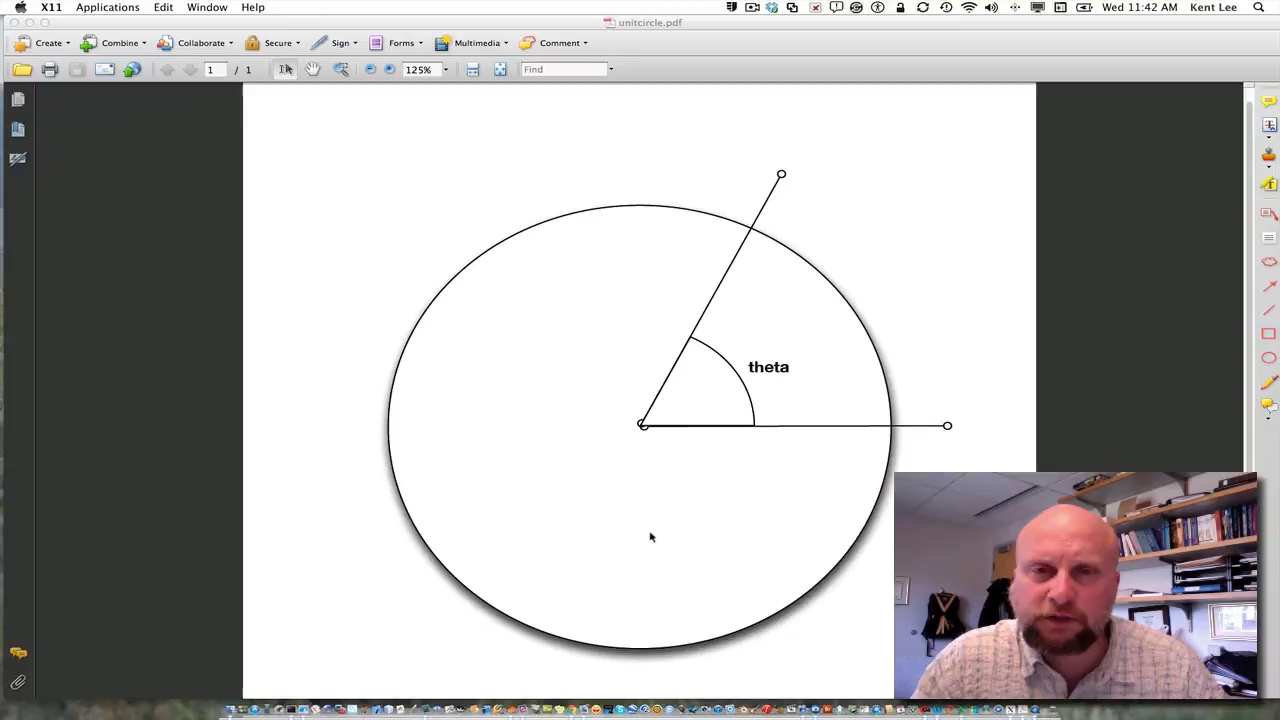 X11 Applications Edit Window Help Wed 11:42 AM Kent Lee
unitcircle.pdf
Create Combine Collaborate Secure Sign Forms Multimedia Comment
1 / 1 125% Find
theta